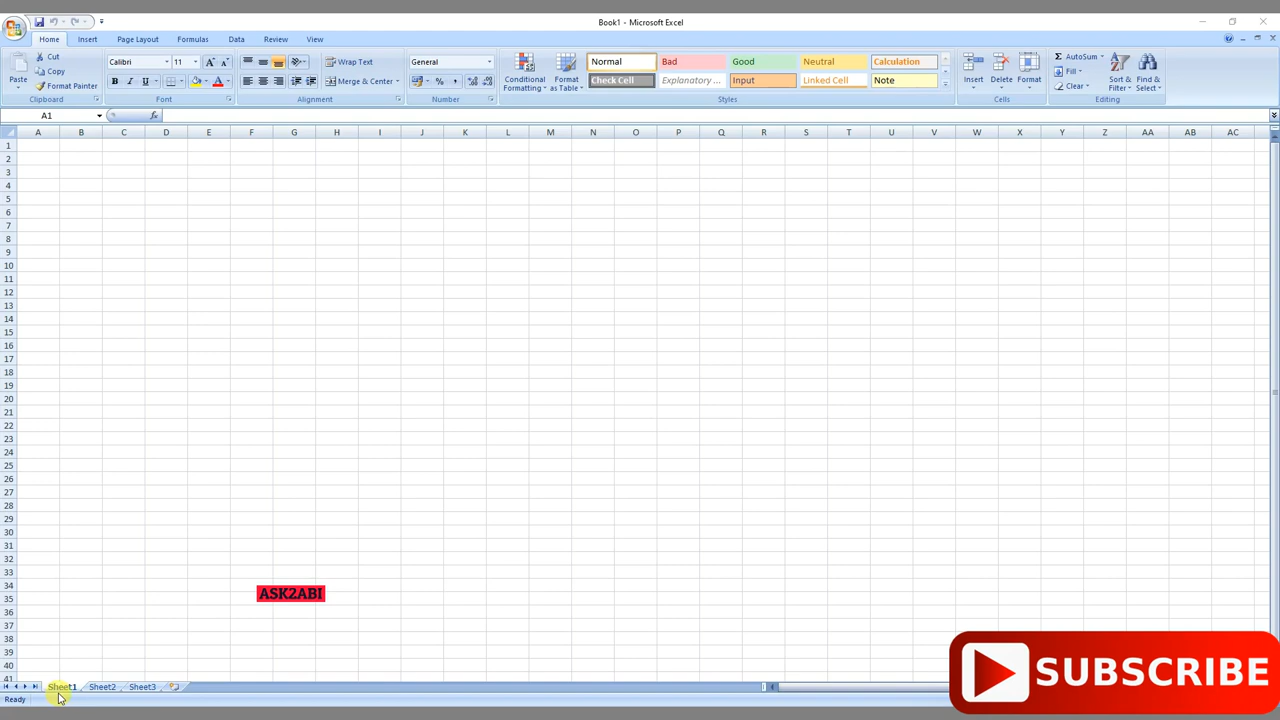 Book1 - Microsoft Excel
Home Insert Page Layout Formulas Data Review View
Paste
Cut
Copy
Format Painter
Clipboard
Calibri 11
B I U
A A
Font
Wrap Text
Merge & Center
Alignment
General
$ % ,
Number
Conditional Formatting
Format as Table
Normal Bad Good Neutral Calculation
Check Cell Explanatory ... Input Linked Cell Note
Styles
Insert Delete Format
Cells
Σ AutoSum
Fill
Clear
Sort & Filter
Find & Select
Editing
A1 fx
A B C D E F G H I J K L M N O P Q R S T U V W X Y Z AA AB AC
1
2
3
4
5
6
7
8
9
10
11
12
13
14
15
16
17
18
19
20
21
22
23
24
25
26
27
28
29
30
31
32
33
34
35
36
37
38
39
40
41
ASK2ABI
SUBSCRIBE
Sheet1 Sheet2 Sheet3
Ready